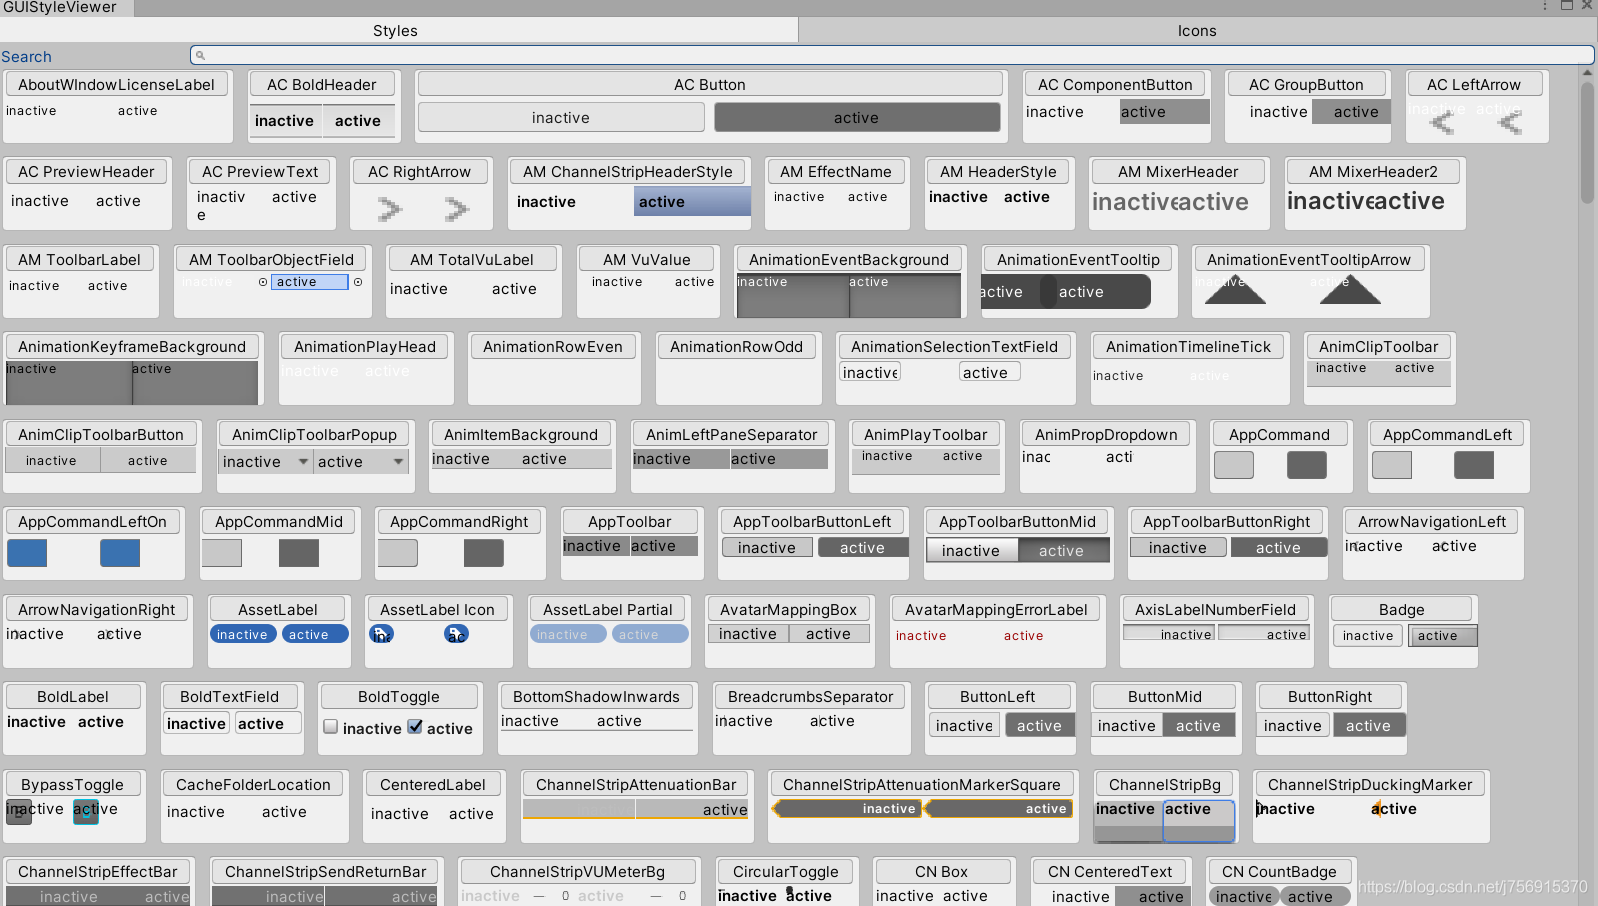 GUIStyleViewer
Styles Icons
Search
AboutWIndowLicenseLabel AC BoldHeader AC Button AC ComponentButton AC GroupButton AC LeftArrow
inactive active inactive active inactive active inactive active inactive active inactive active
AC PreviewHeader AC PreviewText AC RightArrow AM ChannelStripHeaderStyle AM EffectName AM HeaderStyle AM MixerHeader AM MixerHeader2
inactive active inactiv e active inactive active inactive active inactive active inactive active inactive active
AM ToolbarLabel AM ToolbarObjectField AM TotalVuLabel AM VuValue AnimationEventBackground AnimationEventTooltip AnimationEventTooltipArrow
inactive active inactive active inactive active inactive active inactive active active active inactive active
AnimationKeyframeBackground AnimationPlayHead AnimationRowEven AnimationRowOdd AnimationSelectionTextField AnimationTimelineTick AnimClipToolbar
inactive active inactive active inactive active inactive active inactive active
AnimClipToolbarButton AnimClipToolbarPopup AnimItemBackground AnimLeftPaneSeparator AnimPlayToolbar AnimPropDropdown AppCommand AppCommandLeft
inactive active inactive active inactive active inactive active inactive active inac acti
AppCommandLeftOn AppCommandMid AppCommandRight AppToolbar AppToolbarButtonLeft AppToolbarButtonMid AppToolbarButtonRight ArrowNavigationLeft
inactive active inactive active inactive active inactive active inactive active
ArrowNavigationRight AssetLabel AssetLabel Icon AssetLabel Partial AvatarMappingBox AvatarMappingErrorLabel AxisLabelNumberField Badge
inactive active inactive active ina ac inactive active inactive active inactive active inactive active inactive active
BoldLabel BoldTextField BoldToggle BottomShadowInwards BreadcrumbsSeparator ButtonLeft ButtonMid ButtonRight
inactive active inactive active inactive active inactive active inactive active inactive active inactive active inactive active
BypassToggle CacheFolderLocation CenteredLabel ChannelStripAttenuationBar ChannelStripAttenuationMarkerSquare ChannelStripBg ChannelStripDuckingMarker
inactive active inactive active inactive active active inactive active inactive active inactive active
ChannelStripEffectBar ChannelStripSendReturnBar ChannelStripVUMeterBg CircularToggle CN Box CN CenteredText CN CountBadge
inactive active inactive active inactive — 0 active — 0 inactive active inactive active inactive active inactive active
https://blog.csdn.net/j756915370